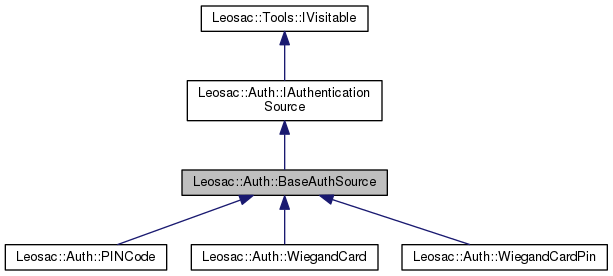 Leosac::Tools::IVisitable
Leosac::Auth::IAuthentication
Source
Leosac::Auth::BaseAuthSource
Leosac::Auth::PINCode
Leosac::Auth::WiegandCard
Leosac::Auth::WiegandCardPin